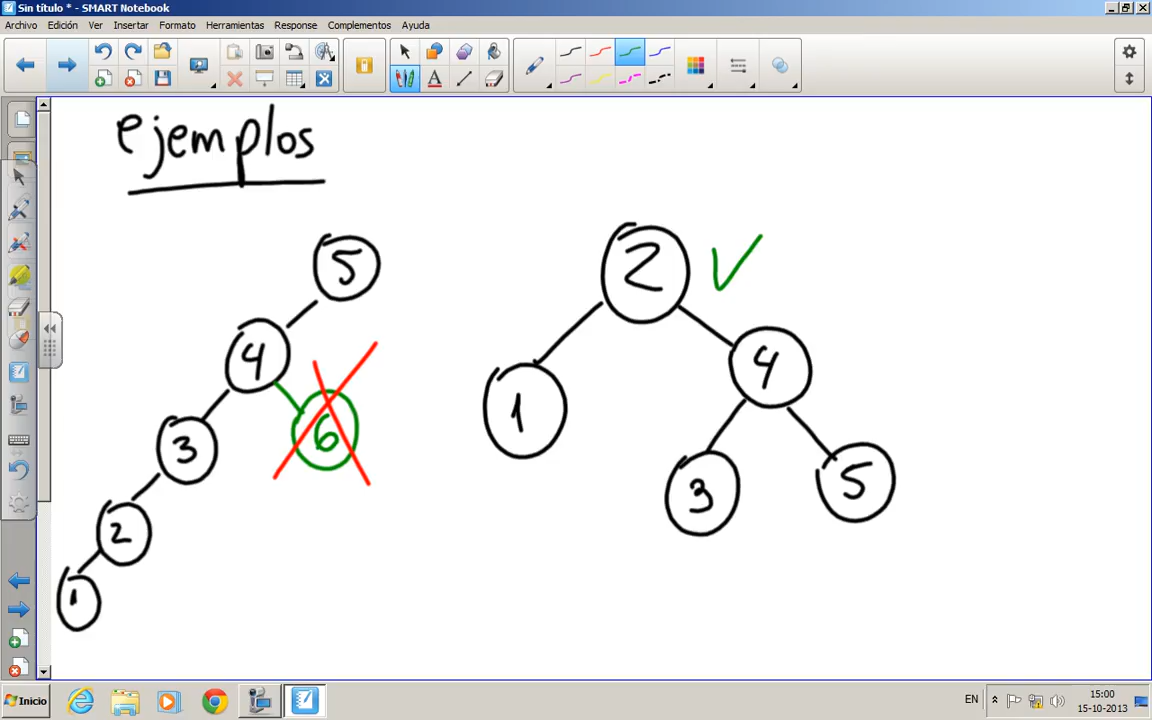 Sin título * - SMART Notebook
Archivo Edición Ver Insertar Formato Herramientas Response Complementos Ayuda
ejemplos
5
2
4
4
6
1
3
3
5
2
1
Inicio
EN
15:00
15-10-2013